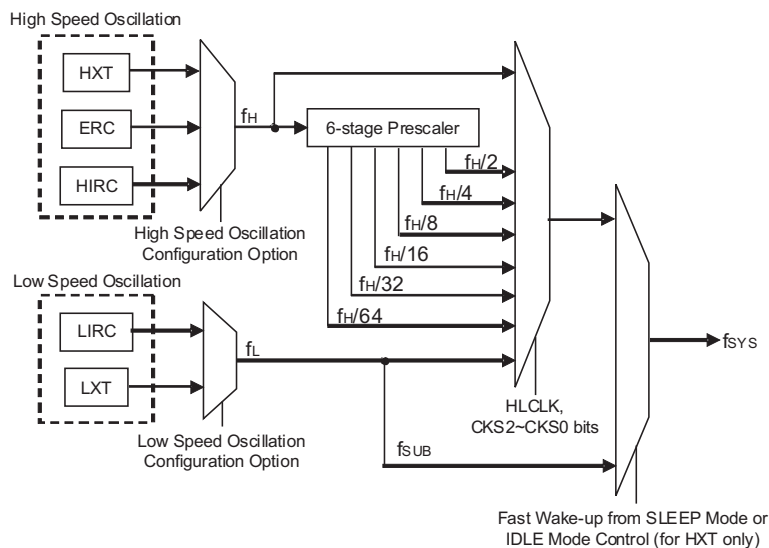 High Speed Oscillation
HXT
ERC
HIRC
fH
6-stage Prescaler
fH/2
fH/4
fH/8
fH/16
fH/32
fH/64
High Speed Oscillation
Configuration Option
Low Speed Oscillation
LIRC
LXT
fL
Low Speed Oscillation
Configuration Option
fSUB
HLCLK,
CKS2~CKS0 bits
fSYS
Fast Wake-up from SLEEP Mode or
IDLE Mode Control (for HXT only)